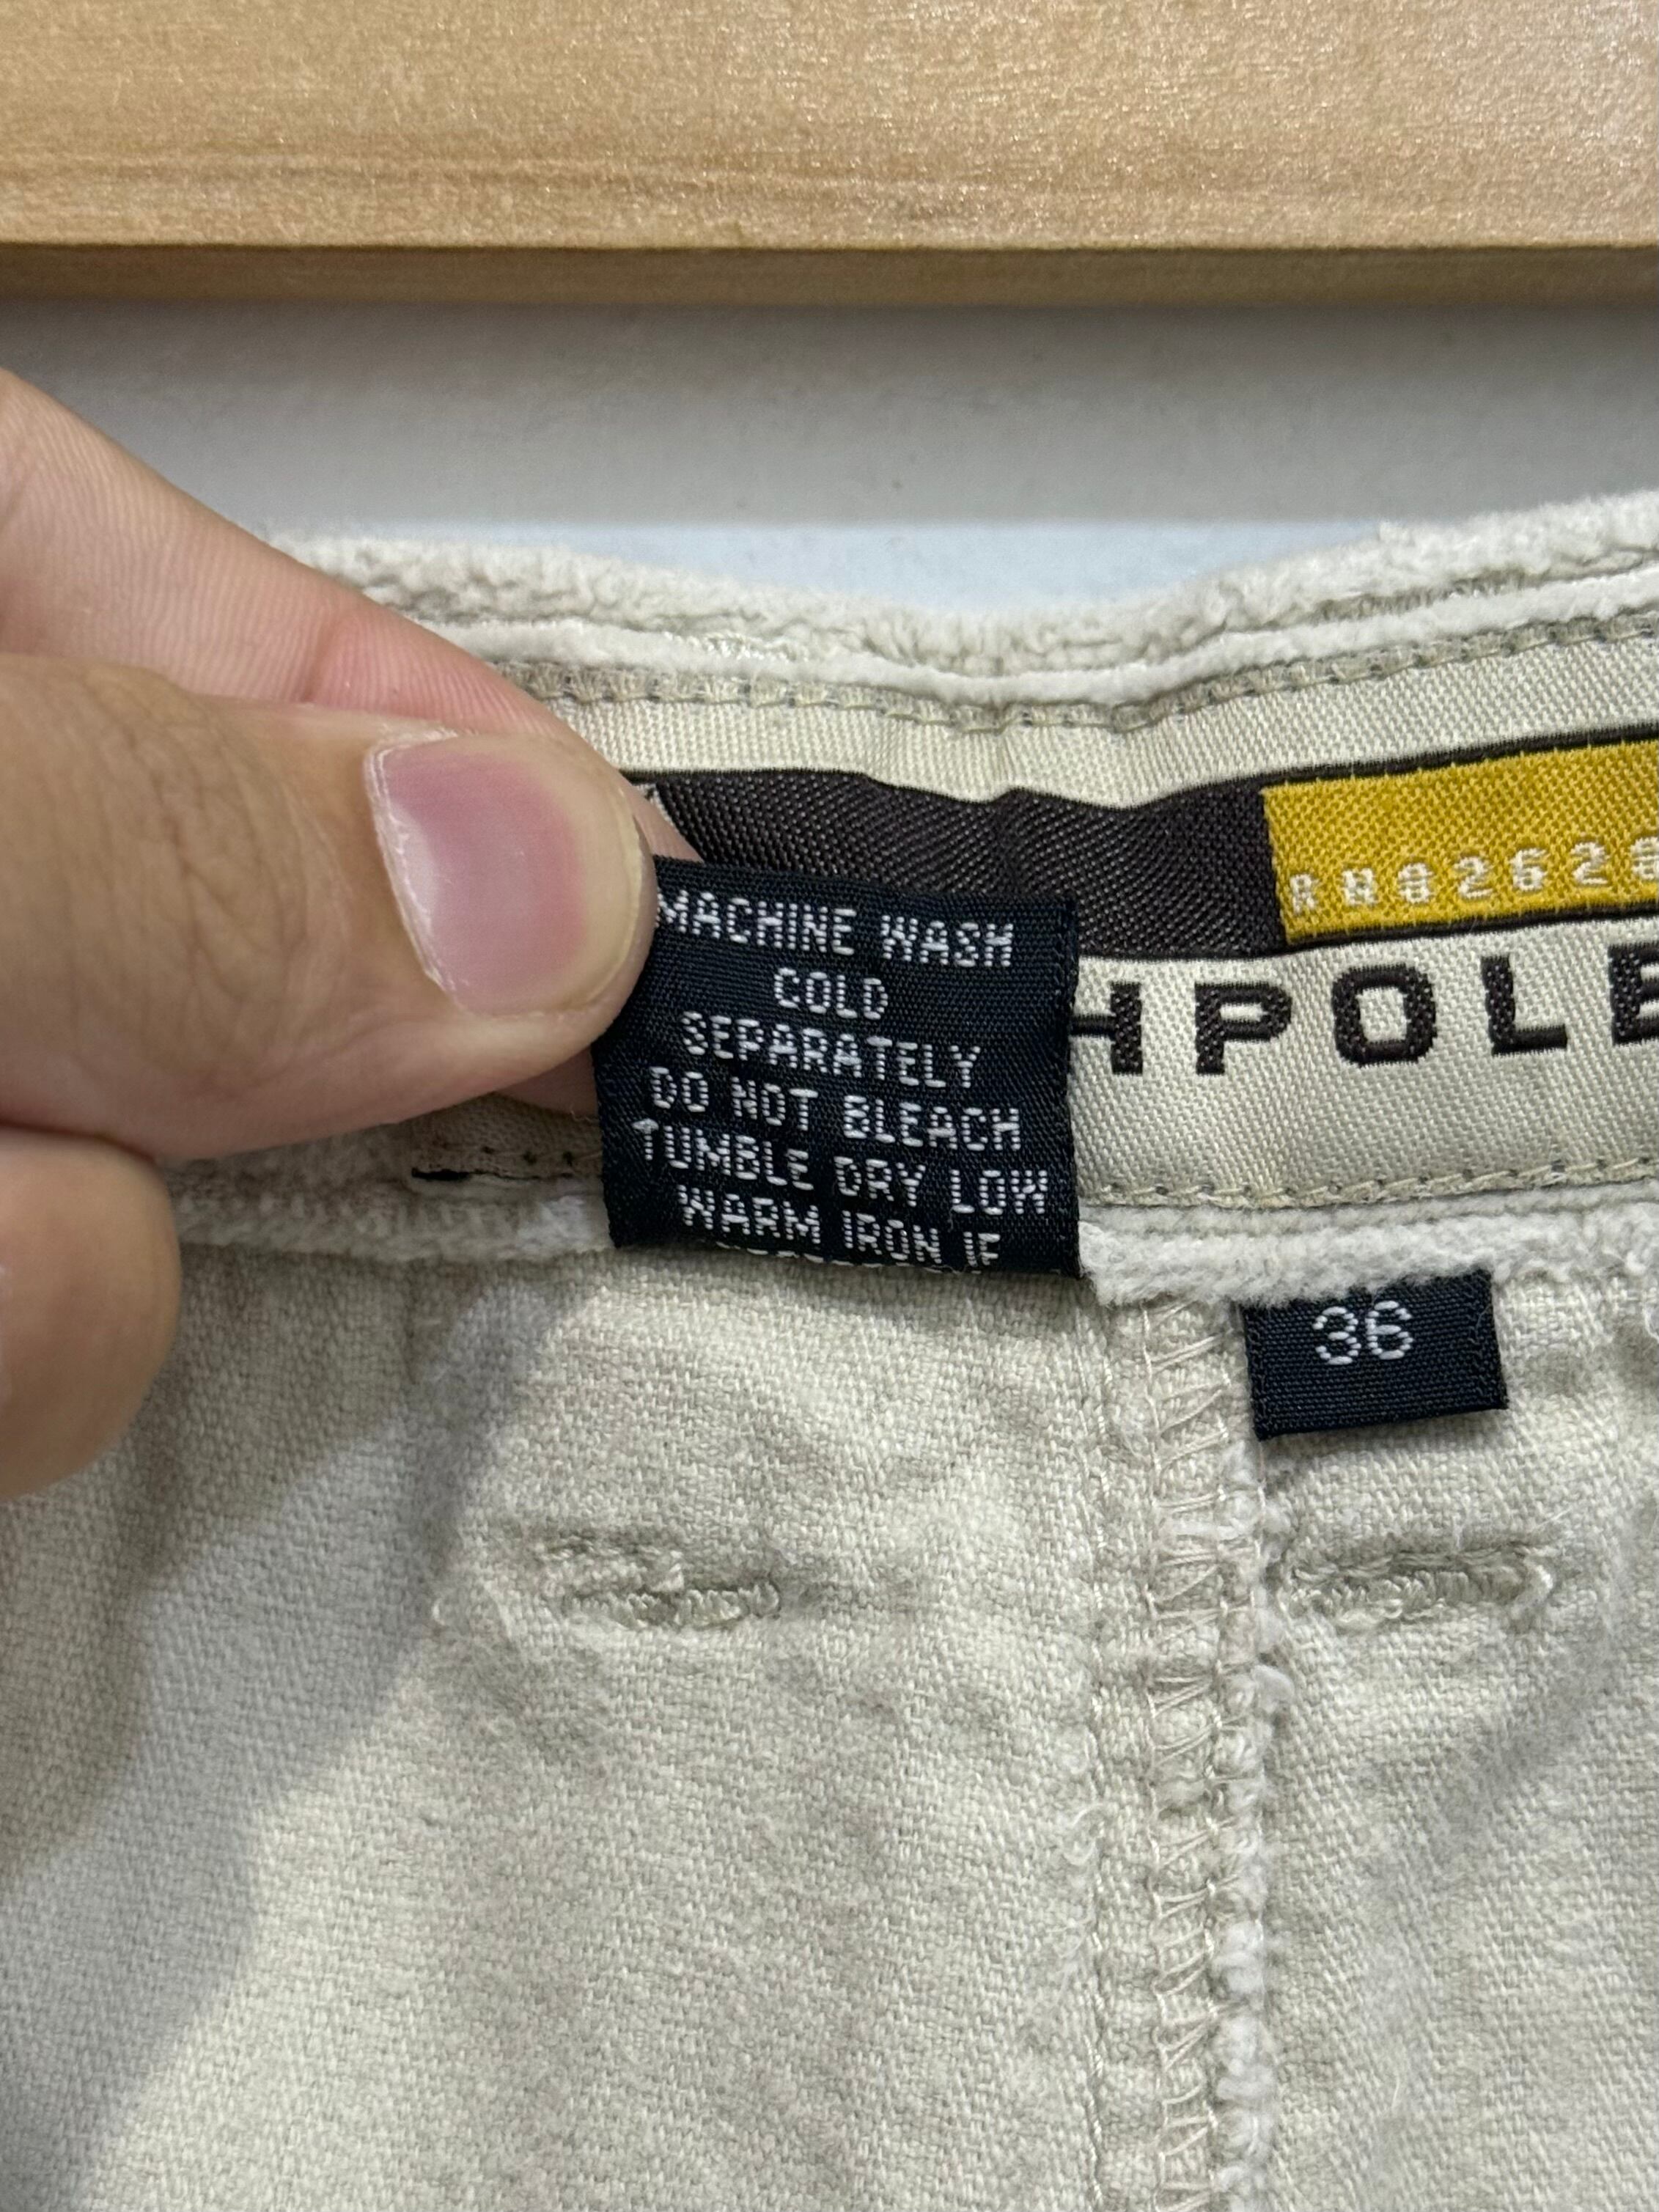 MACHINE WASH
COLD
SEPARATELY
DO NOT BLEACH
TUMBLE DRY LOW
WARM IRON IF
HPOLE
36